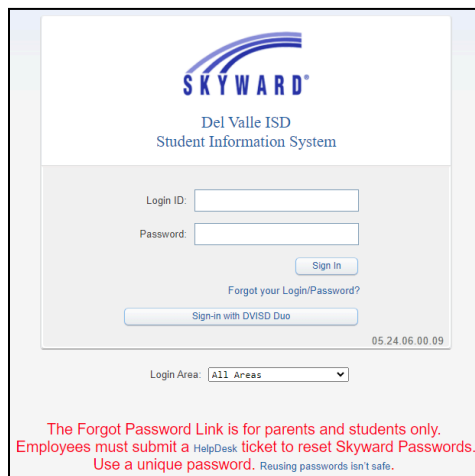 SKYWARD®
Del Valle ISD
Student Information System
Login ID:
Password:
Sign In
Forgot your Login/Password?
Sign-in with DVISD Duo
05.24.06.00.09
Login Area: All Areas
The Forgot Password Link is for parents and students only.
Employees must submit a HelpDesk ticket to reset Skyward Passwords.
Use a unique password. Reusing passwords isn't safe.